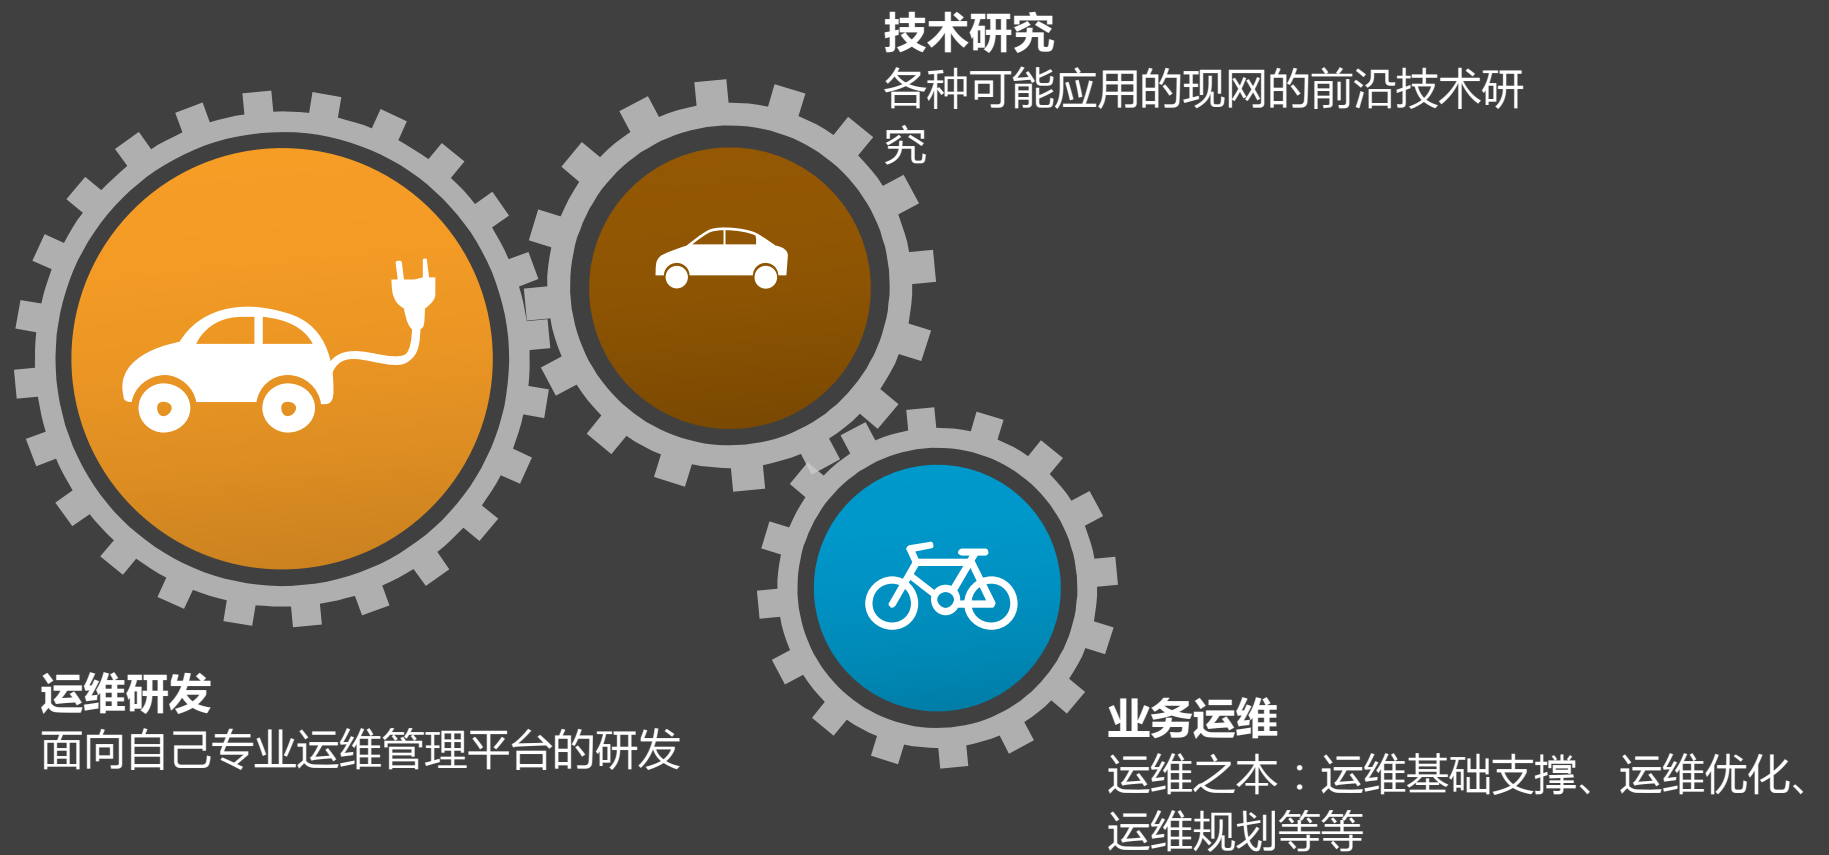 技术研究
各种可能应用的现网的前沿技术研
究
运维研发
面向自己专业运维管理平台的研发
业务运维
运维之本：运维基础支撑、运维优化、
运维规划等等